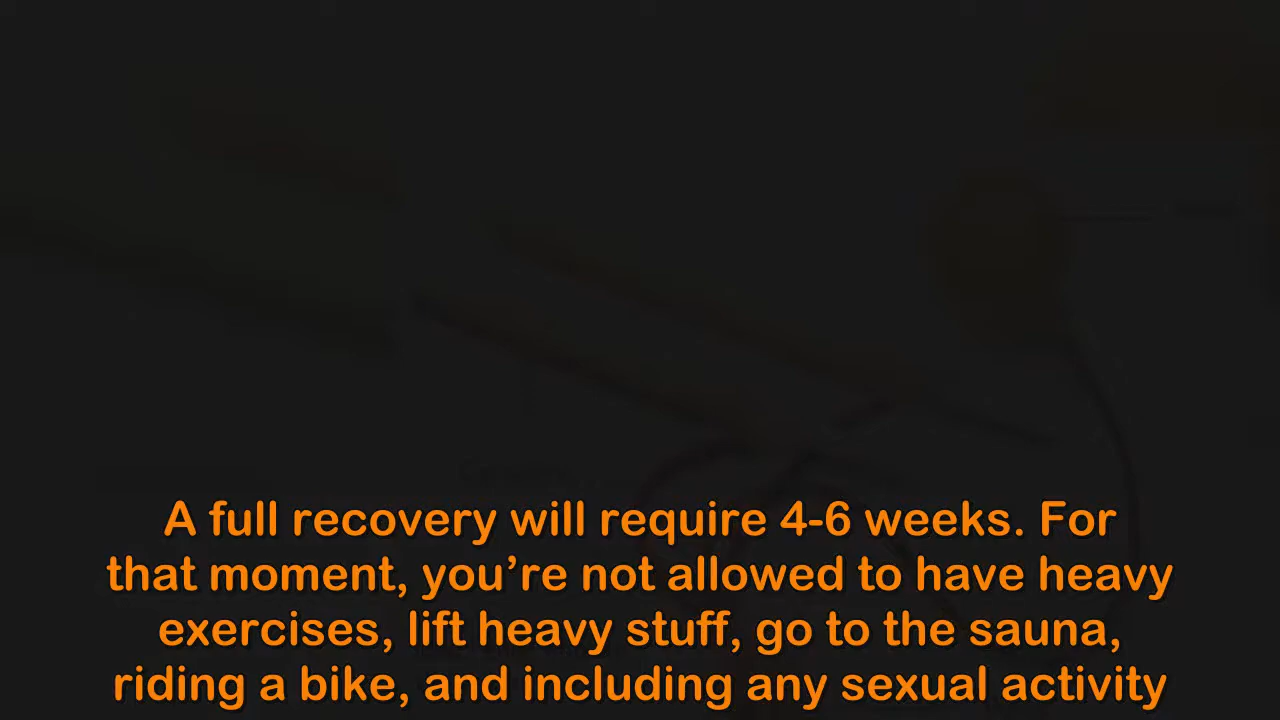 A full recovery will require 4-6 weeks. For
that moment, you’re not allowed to have heavy
exercises, lift heavy stuff, go to the sauna,
riding a bike, and including any sexual activity